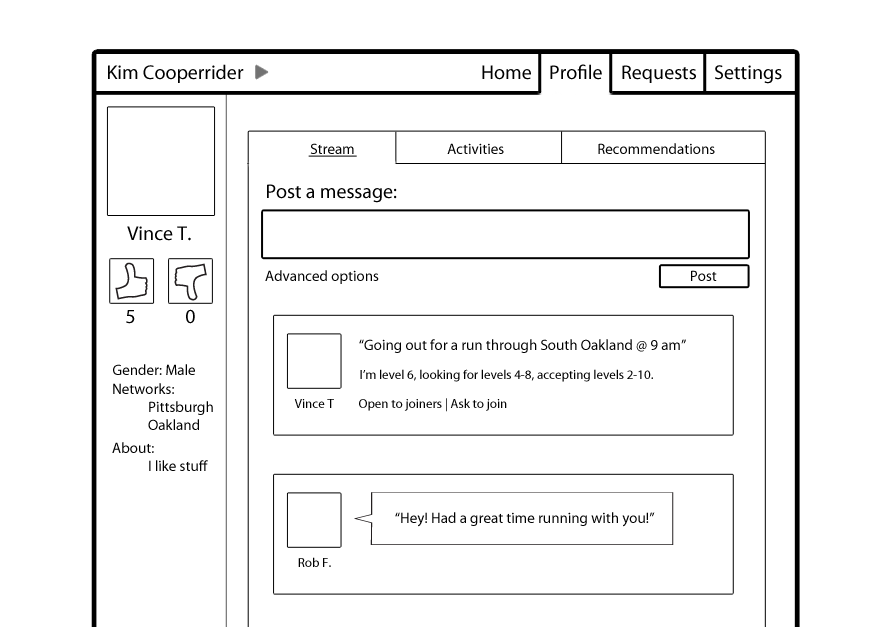 Kim Cooperrider Home Profile Requests Settings
Stream Activities Recommendations
Post a message:
Advanced options Post
Vince T.
5 0
Gender: Male
Networks:
Pittsburgh
Oakland
About:
I like stuff
“Going out for a run through South Oakland @ 9 am”
I’m level 6, looking for levels 4-8, accepting levels 2-10.
Vince T Open to joiners | Ask to join
“Hey! Had a great time running with you!”
Rob F.